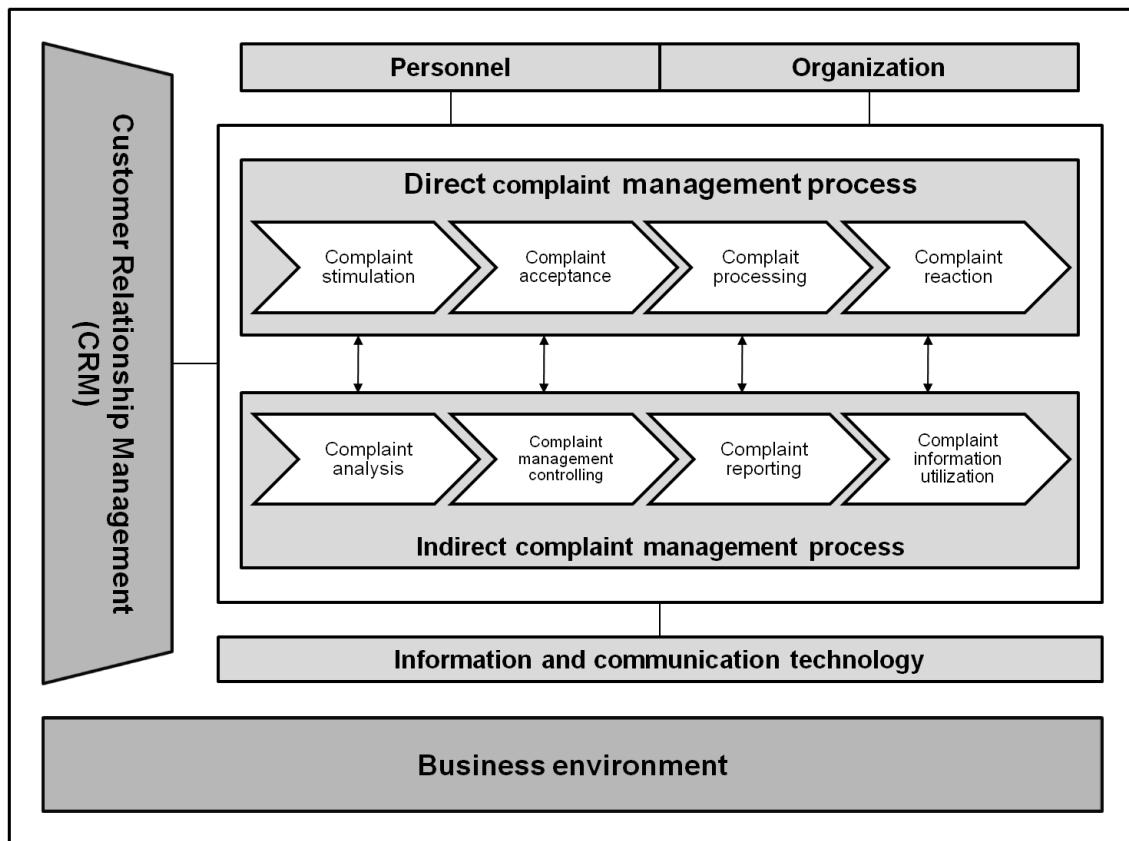 Personnel
Organization
Customer Relationship Management
(CRM)
Direct complaint management process
Complaint
stimulation
Complaint
acceptance
Complait
processing
Complaint
reaction
Complaint
analysis
Complaint
management
controlling
Complaint
reporting
Complaint
information
utilization
Indirect complaint management process
Information and communication technology
Business environment